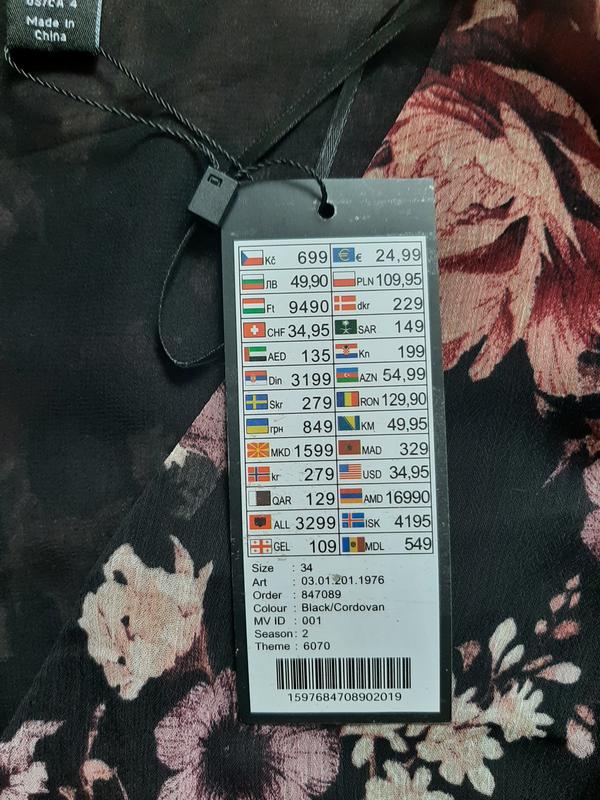 US/CA 4
Made in
China
Kč 699 € 24,99
ЛВ 49,90 PLN 109,95
Ft 9490 dkr 229
CHF 34,95 SAR 149
AED 135 Kn 199
Din 3199 AZN 54,99
Skr 279 RON 129,90
грн 849 KM 49,95
MKD 1599 MAD 329
kr 279 USD 34,95
QAR 129 AMD 16990
ALL 3299 ISK 4195
GEL 109 MDL 549
Size : 34
Art : 03.01.201.1976
Order : 847089
Colour : Black/Cordovan
MV ID : 001
Season : 2
Theme : 6070
1597684708902019